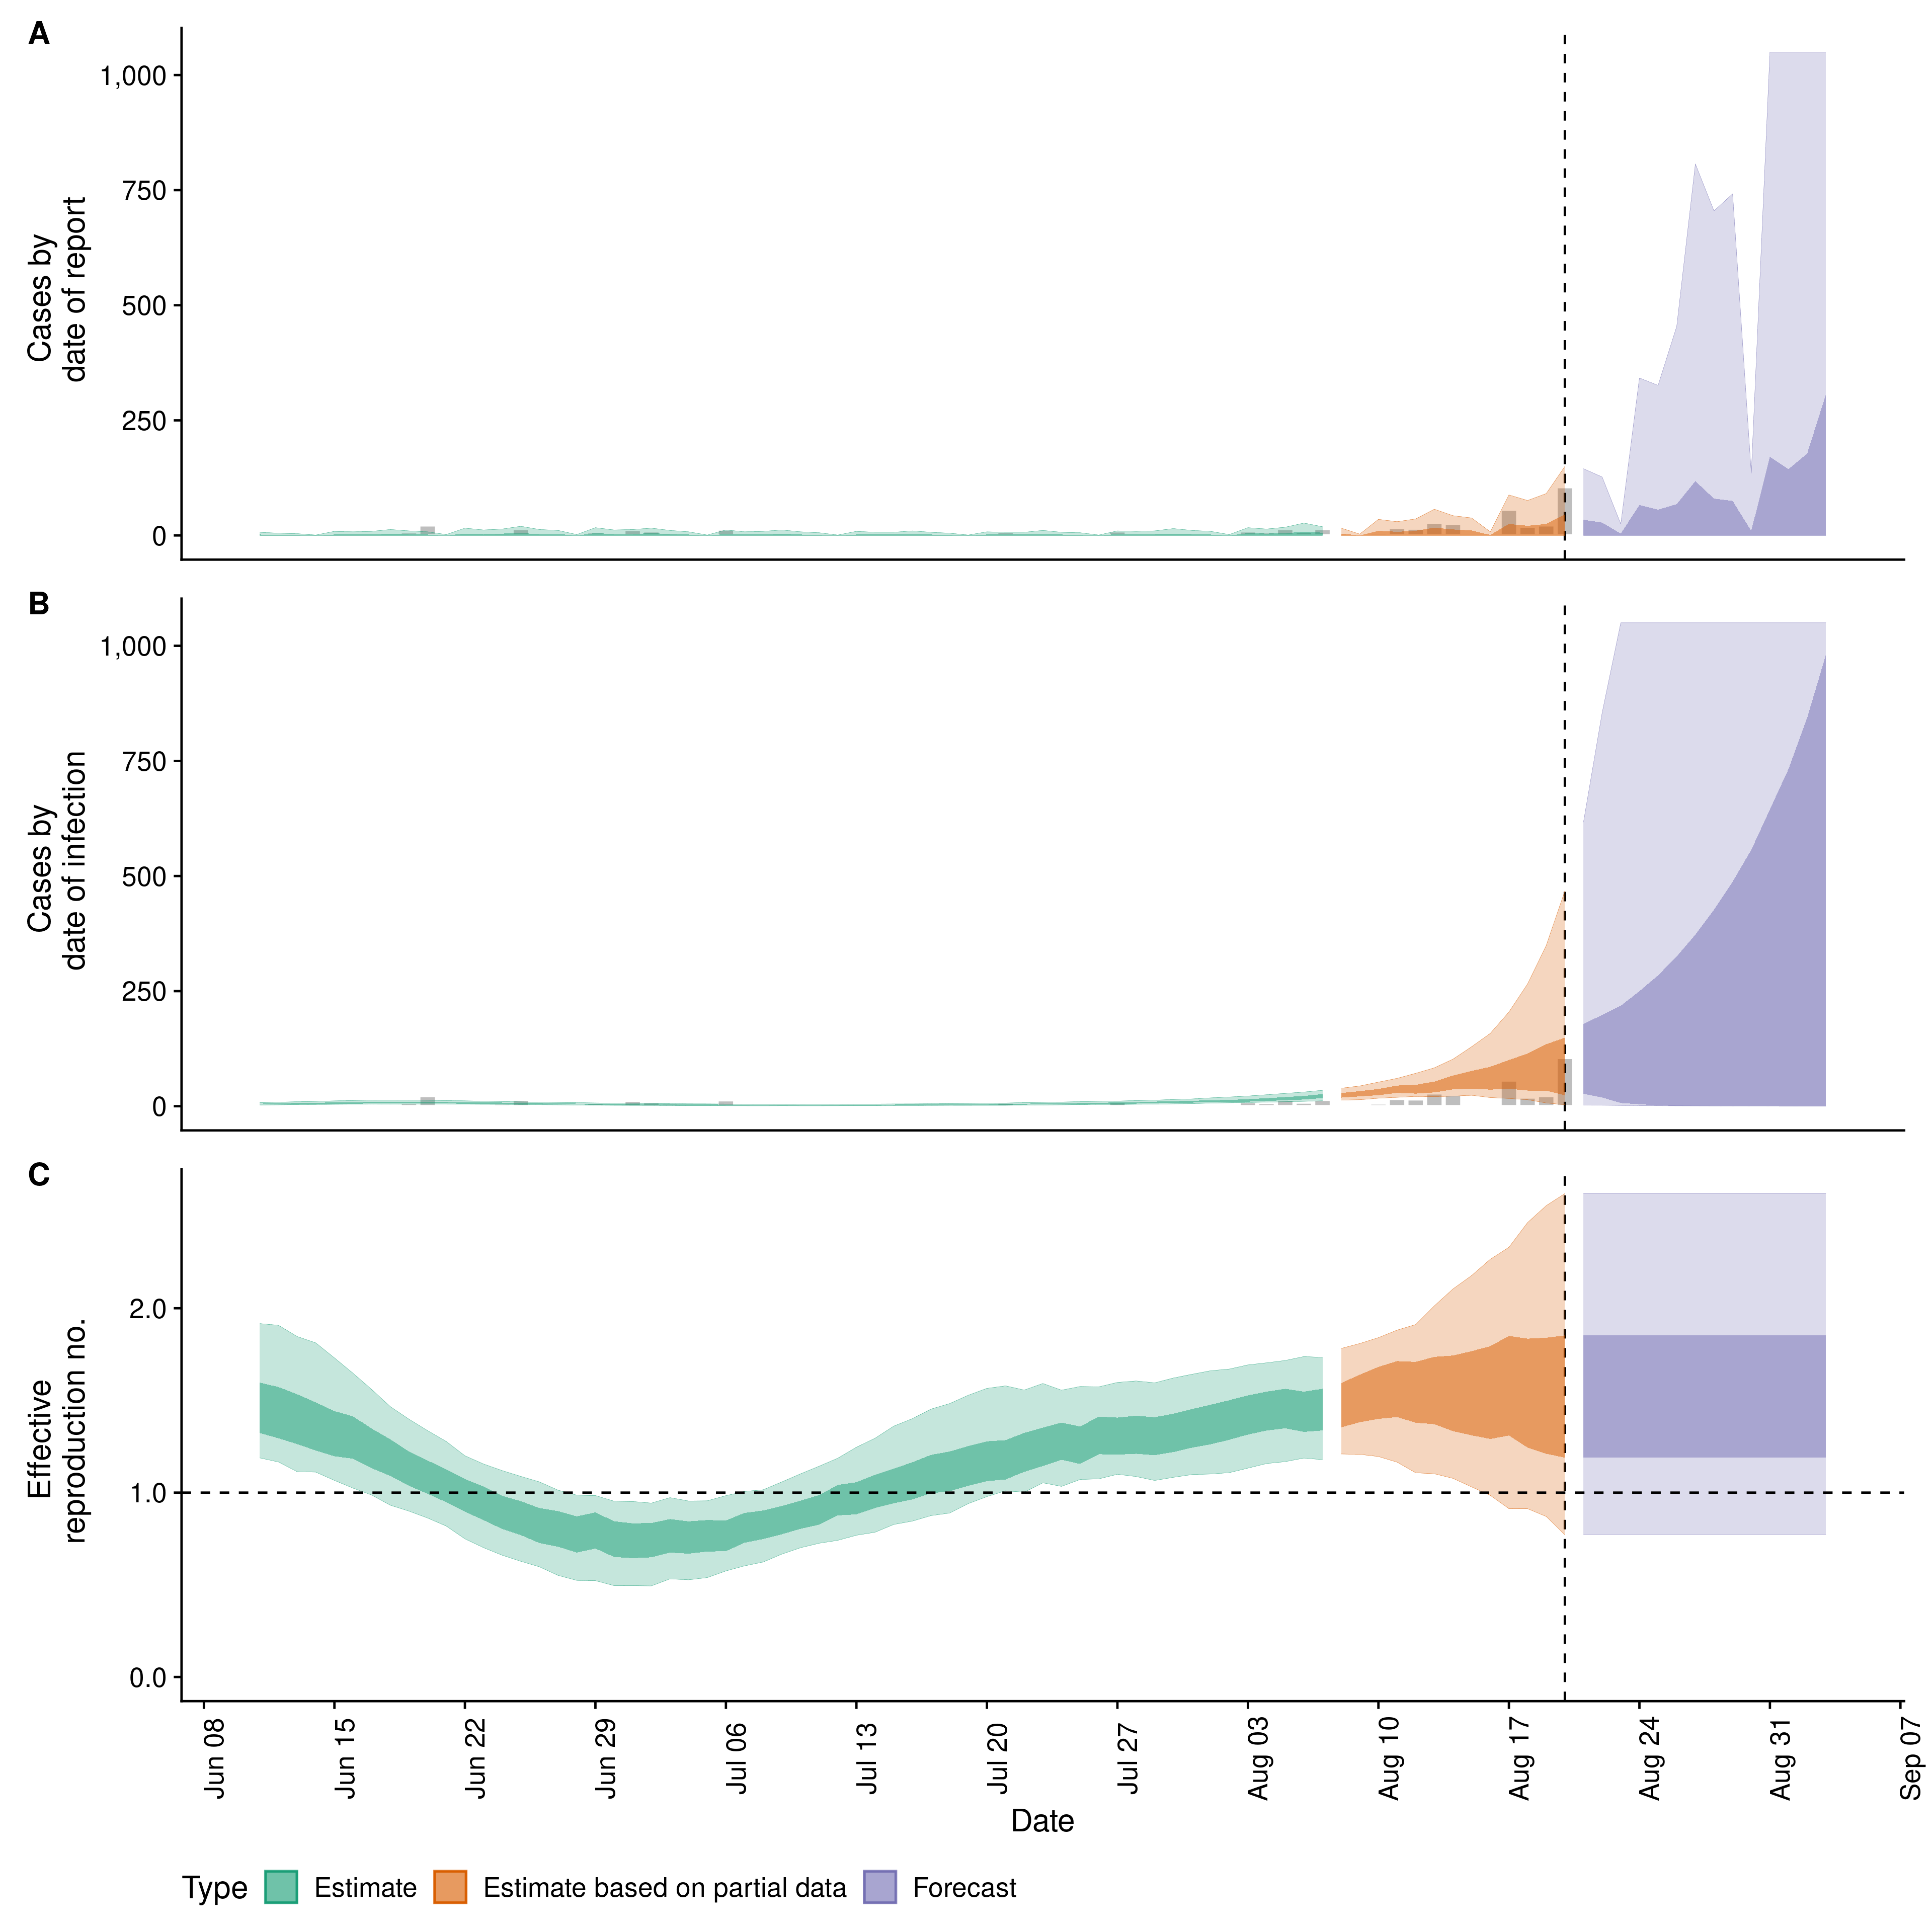 A
1,000
750
500
250
0
Cases by
date of report
B
1,000
750
500
250
0
Cases by
date of infection
C
2.0
1.0
0.0
Effective
reproduction no.
Jun 08
Jun 15
Jun 22
Jun 29
Jul 06
Jul 13
Jul 20
Jul 27
Aug 03
Aug 10
Aug 17
Aug 24
Aug 31
Sep 07
Date
Type Estimate Estimate based on partial data Forecast